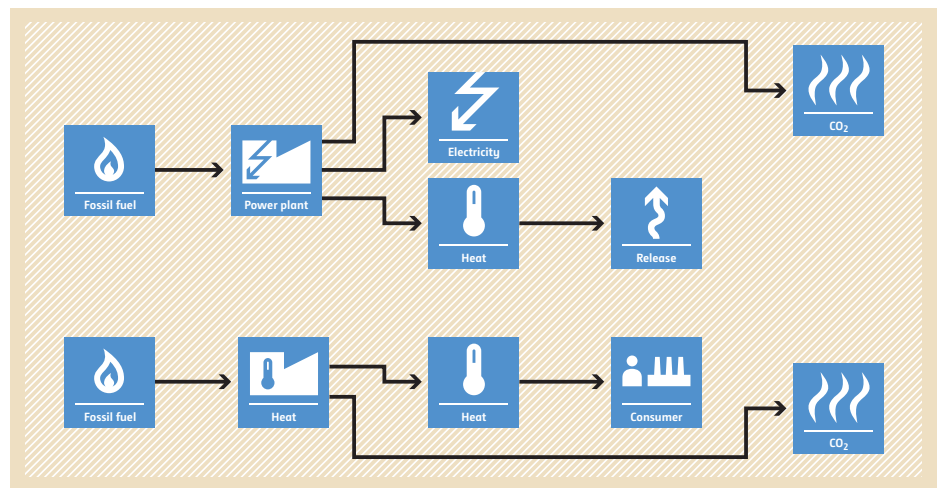 CO₂
Electricity
Fossil fuel
Power plant
Heat
Release
Fossil fuel
Heat
Heat
Consumer
CO₂